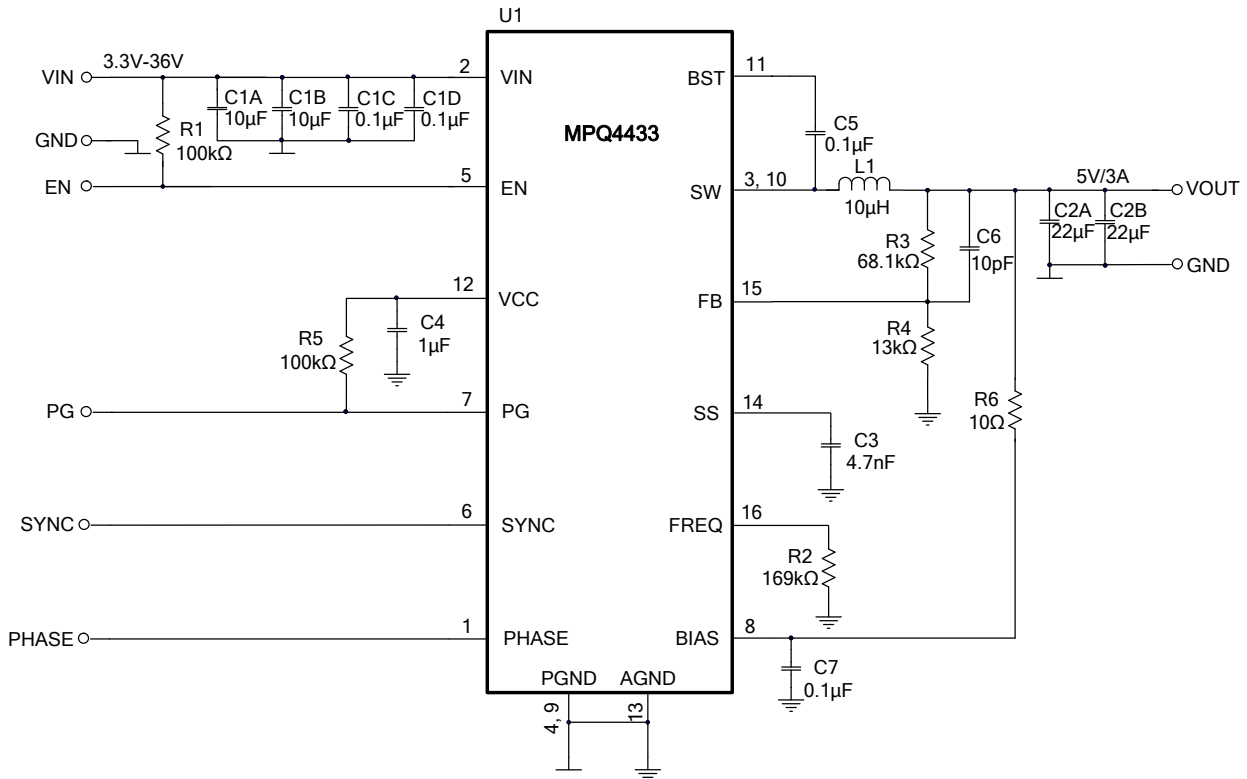 U1
3.3V-36V
VIN
2
VIN
BST
11
C1A
10µF
C1B
10µF
C1C
0.1µF
C1D
0.1µF
MPQ4433
C5
0.1µF
GND
R1
100kΩ
EN
5
EN
SW
3, 10
L1
10µH
5V/3A
VOUT
C2A
22µF
C2B
22µF
R3
68.1kΩ
C6
10pF
GND
12
VCC
FB
15
R5
100kΩ
C4
1µF
R4
13kΩ
PG
7
PG
SS
14
R6
10Ω
C3
4.7nF
SYNC
6
SYNC
FREQ
16
R2
169kΩ
PHASE
1
PHASE
BIAS
8
C7
0.1µF
PGND
AGND
4, 9
13